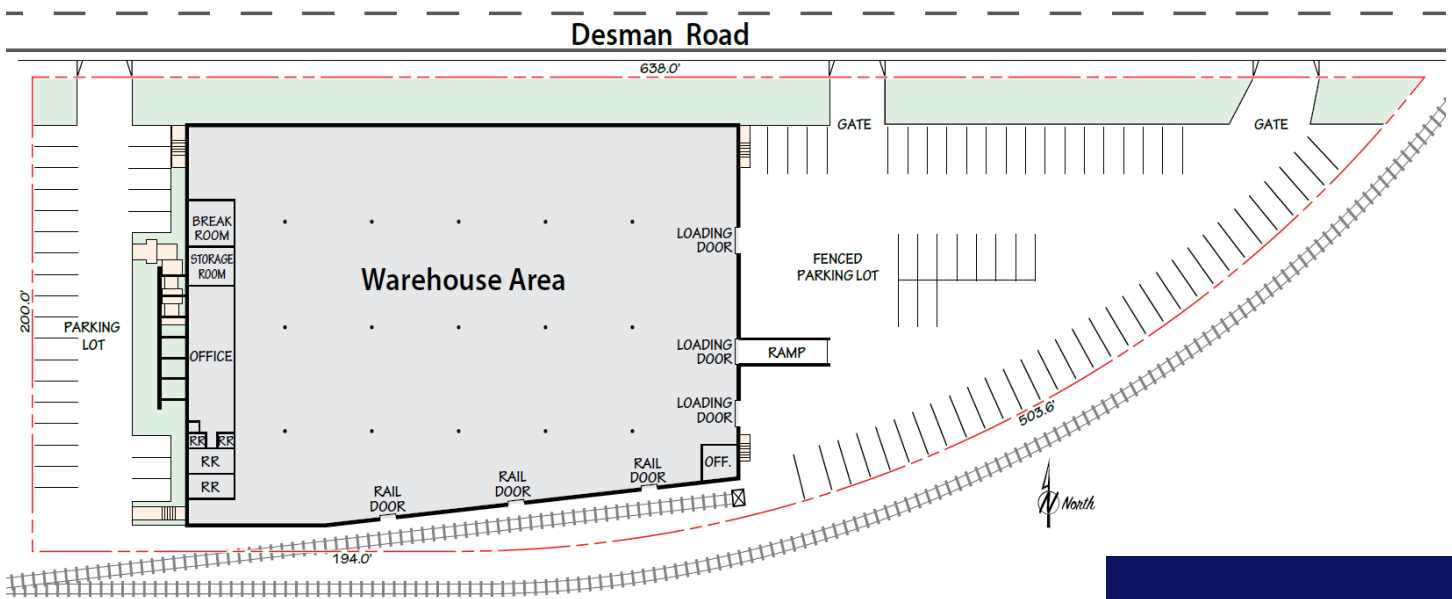 Desman Road
638.0'
GATE
GATE
BREAK
ROOM
STORAGE
ROOM
LOADING
DOOR
FENCED
PARKING LOT
Warehouse Area
200.0'
PARKING
LOT
OFFICE
LOADING
DOOR
RAMP
LOADING
DOOR
503.6'
RR
RR
RR
RR
OFF.
RAIL
DOOR
RAIL
DOOR
RAIL
DOOR
N North
194.0'